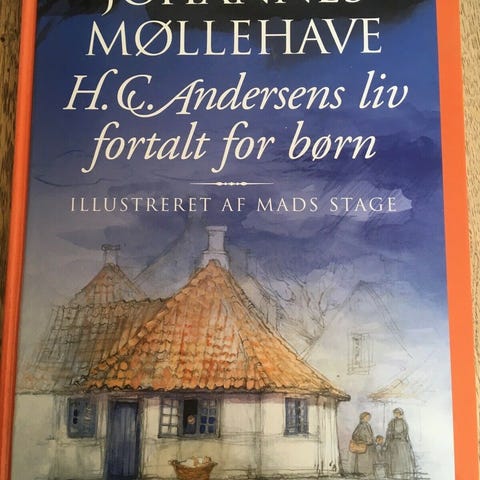 JOHANNES
MØLLEHAVE
H.C. Andersens liv
fortalt for børn
ILLUSTRERET AF MADS STAGE